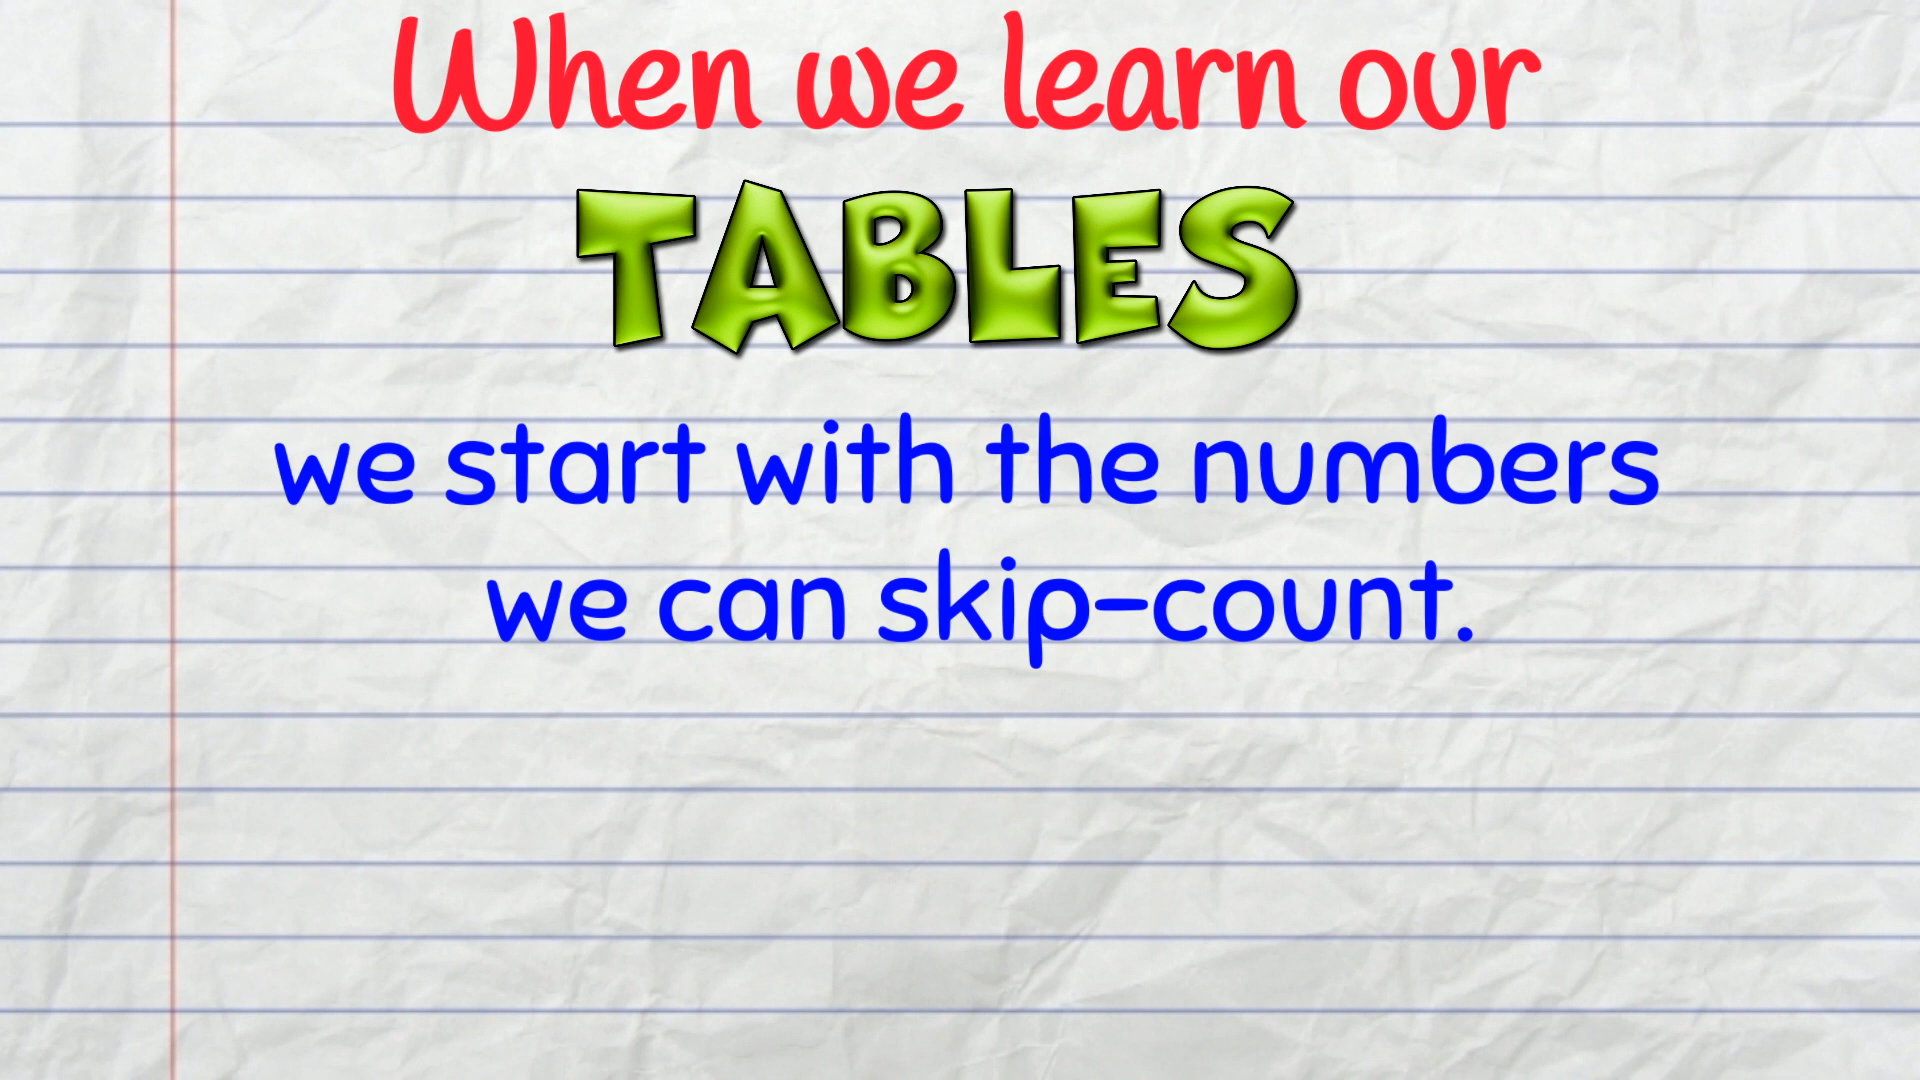 When we learn our
TABLES
we start with the numbers
we can skip-count.